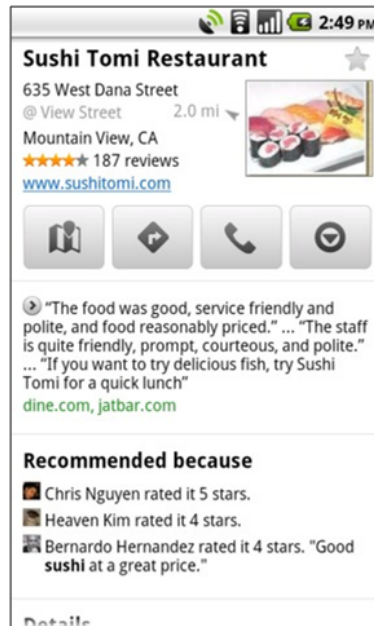 2:49 PM
Sushi Tomi Restaurant
635 West Dana Street
@ View Street 2.0 mi
Mountain View, CA
187 reviews
www.sushitomi.com
“The food was good, service friendly and
polite, and food reasonably priced.” ... “The staff
is quite friendly, prompt, courteous, and polite.”
... “If you want to try delicious fish, try Sushi
Tomi for a quick lunch”
dine.com, jatbar.com
Recommended because
Chris Nguyen rated it 5 stars.
Heaven Kim rated it 4 stars.
Bernardo Hernandez rated it 4 stars. "Good
sushi at a great price."
Details